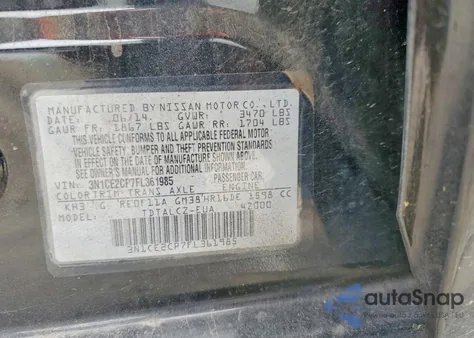 MANUFACTURED BY NISSAN MOTOR CO., LTD.
DATE: 06/14. GVWR: 3470 LBS
GAWR FR: 1867 LBS GAWR RR: 1704 LBS
THIS VEHICLE CONFORMS TO ALL APPLICABLE FEDERAL MOTOR
VEHICLE SAFETY, BUMPER, AND THEFT PREVENTION STANDARDS
IN EFFECT ON THE DATE OF MANUFACTURE SHOWN ABOVE.
SEE OWNER'S MANUAL FOR ADDITIONAL INFORMATION
VIN: 3N1CE2CP7FL361985 PASSENGER CAR
COLOR TRIM TRANS AXLE ENGINE
KH3 G RE0F11A GM38 HR16DE 1598 CC
MODEL: TDTALCZ-EUA 42000
3N1CE2CP7FL361985
autoSnap